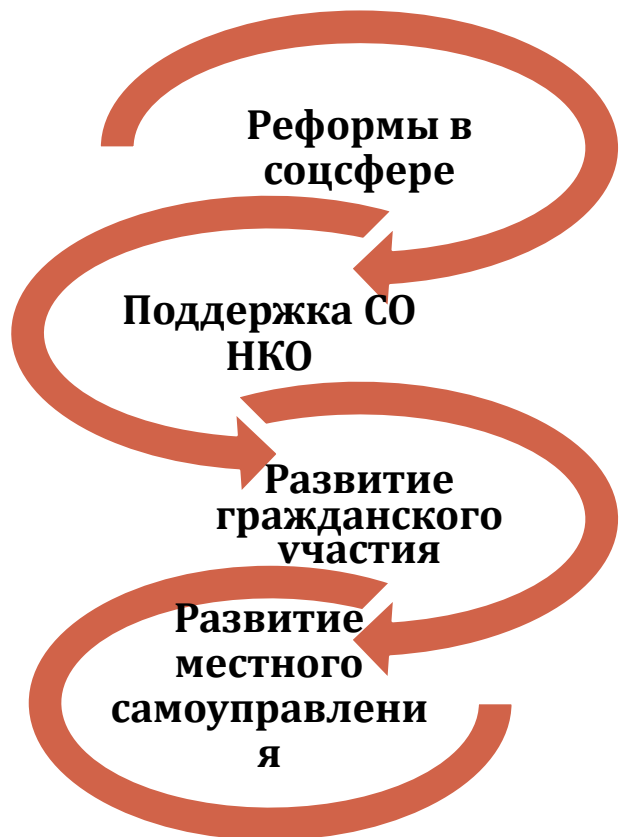 Реформы в
соцсфере
Поддержка СО
НКО
Развитие
гражданского
участия
Развитие
местного
самоуправлени
я